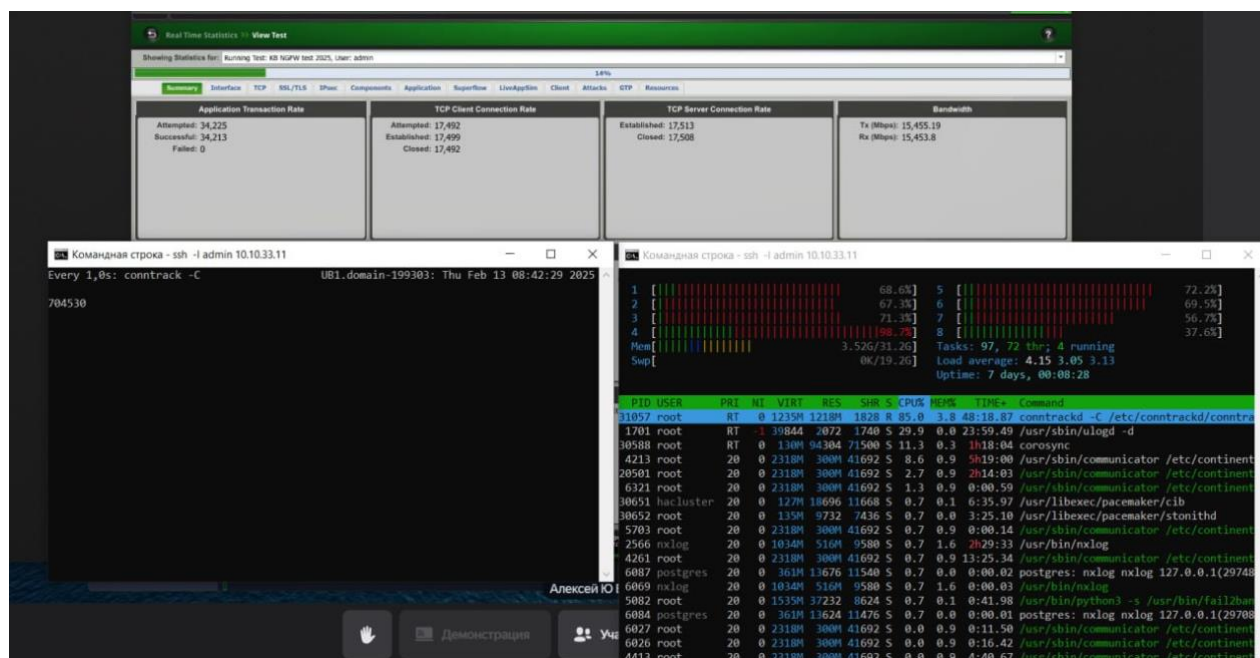 Real Time Statistics >> View Test
Showing Statistics for: Running Test: KB NGFW test 2025, User: admin
14%
Summary Interface TCP SSL/TLS IPsec Components Application Superflow LiveAppSim Client Attacks GTP Resources
Application Transaction Rate
Attempted: 34,225
Successful: 34,213
Failed: 0
TCP Client Connection Rate
Attempted: 17,492
Established: 17,499
Closed: 17,492
TCP Server Connection Rate
Established: 17,513
Closed: 17,508
Bandwidth
Tx (Mbps): 15,455.19
Rx (Mbps): 15,453.8
Командная строка - ssh -l admin 10.10.33.11
Every 1,0s: conntrack -C UB1.domain-199303: Thu Feb 13 08:42:29 2025
704530
Командная строка - ssh -l admin 10.10.33.11
1 [ 68.6%] 5 [ 72.2%]
2 [ 67.3%] 6 [ 69.5%]
3 [ 71.3%] 7 [ 56.7%]
4 [ 98.7%] 8 [ 37.6%]
Mem[ 3.52G/31.2G] Tasks: 97, 72 thr; 4 running
Swp[ 0K/19.2G] Load average: 4.15 3.05 3.13
Uptime: 7 days, 00:08:28
PID USER PRI NI VIRT RES SHR S CPU% MEM% TIME+ Command
31057 root RT 0 1235M 1218M 1828 R 85.0 3.8 48:18.87 conntrackd -C /etc/conntrackd/conntra
1701 root RT -1 39844 2072 1740 S 29.9 0.0 23:59.49 /usr/sbin/ulogd -d
30588 root RT 0 130M 94304 71500 S 11.3 0.3 1h18:04 corosync
4213 root 20 0 2318M 300M 41692 S 8.6 0.9 5h19:00 /usr/sbin/communicator /etc/continent
20501 root 20 0 2318M 300M 41692 S 2.7 0.9 2h14:03 /usr/sbin/communicator /etc/continent
6321 root 20 0 2318M 300M 41692 S 1.3 0.9 0:00.59 /usr/sbin/communicator /etc/continent
30651 hacluster 20 0 127M 18696 11668 S 0.7 0.1 6:35.97 /usr/libexec/pacemaker/cib
30652 root 20 0 135M 9732 7436 S 0.7 0.0 3:25.10 /usr/libexec/pacemaker/stonithd
5703 root 20 0 2318M 300M 41692 S 0.7 0.9 0:00.14 /usr/sbin/communicator /etc/continent
2566 nxlog 20 0 1034M 516M 9580 S 0.7 1.6 2h29:33 /usr/bin/nxlog
4261 root 20 0 2318M 300M 41692 S 0.7 0.9 13:25.34 /usr/sbin/communicator /etc/continent
6087 postgres 20 0 361M 13676 11540 S 0.7 0.0 0:00.02 postgres: nxlog nxlog 127.0.0.1(29748
6069 nxlog 20 0 1034M 516M 9580 S 0.7 1.6 0:00.03 /usr/bin/nxlog
5082 root 20 0 1535M 37232 8624 S 0.7 0.1 0:41.98 /usr/bin/python3 -s /usr/bin/fail2ban
6084 postgres 20 0 361M 13624 11476 S 0.7 0.0 0:00.01 postgres: nxlog nxlog 127.0.0.1(29708
6027 root 20 0 2318M 300M 41692 S 0.0 0.9 0:11.50 /usr/sbin/communicator /etc/continent
6026 root 20 0 2318M 300M 41692 S 0.0 0.9 0:16.42 /usr/sbin/communicator /etc/continent
4413 root 20 0 2318M 300M 41692 S 0.0 0.9 4:40.67 /usr/sbin/communicator /etc/continent
Алексей Ю
Демонстрация
Уча